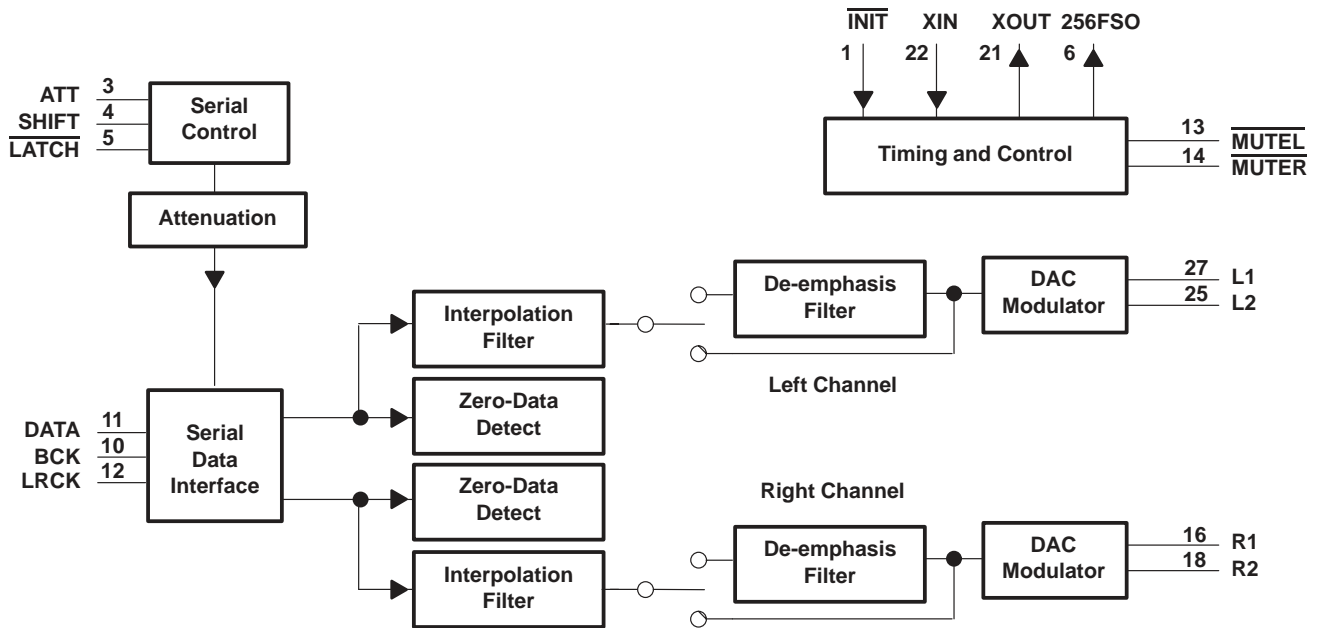 INIT XIN XOUT 256FSO
1 22 21 6
ATT 3
SHIFT 4
LATCH 5
Serial
Control
Timing and Control
13 MUTEL
14 MUTER
Attenuation
Interpolation
Filter
De-emphasis
Filter
DAC
Modulator
27 L1
25 L2
Left Channel
Zero-Data
Detect
DATA 11
BCK 10
LRCK 12
Serial
Data
Interface
Zero-Data
Detect
Right Channel
Interpolation
Filter
De-emphasis
Filter
DAC
Modulator
16 R1
18 R2